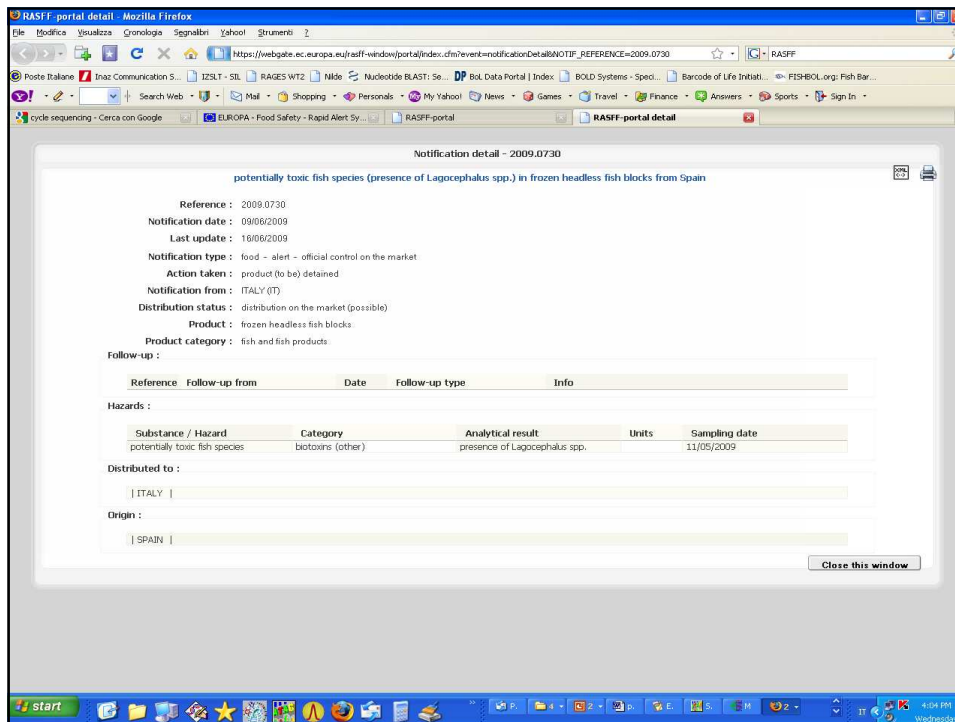 RASFF-portal detail - Mozilla Firefox
File Modifica Visualizza Cronologia Segnalibri Yahoo! Strumenti ?
https://webgate.ec.europa.eu/rasff-window/portal/index.cfm?event=notificationDetail&NOTIF_REFERENCE=2009.0730 RASFF
Poste Italiane Inaz Communication S... IZSLT - SIL RAGES WT2 Nilde Nucleotide BLAST: Se... BoL Data Portal | Index BOLD Systems - Speci... Barcode of Life Initiati... FISHBOL.org: Fish Bar...
Search Web Mail Shopping Personals My Yahoo! News Games Travel Finance Answers Sports Sign In
cycle sequencing - Cerca con Google EUROPA - Food Safety - Rapid Alert Sy... RASFF-portal RASFF-portal detail
Notification detail - 2009.0730
potentially toxic fish species (presence of Lagocephalus spp.) in frozen headless fish blocks from Spain
XML
Reference : 2009.0730
Notification date : 09/06/2009
Last update : 16/06/2009
Notification type : food - alert - official control on the market
Action taken : product (to be) detained
Notification from : ITALY (IT)
Distribution status : distribution on the market (possible)
Product : frozen headless fish blocks
Product category : fish and fish products
Follow-up :
Reference Follow-up from Date Follow-up type Info
Hazards :
Substance / Hazard Category Analytical result Units Sampling date
potentially toxic fish species biotoxins (other) presence of Lagocephalus spp. 11/05/2009
Distributed to :
| ITALY |
Origin :
| SPAIN |
Close this window
start P. 4 2 p. E. S. M 2 IT 4:04 PM
Wednesday